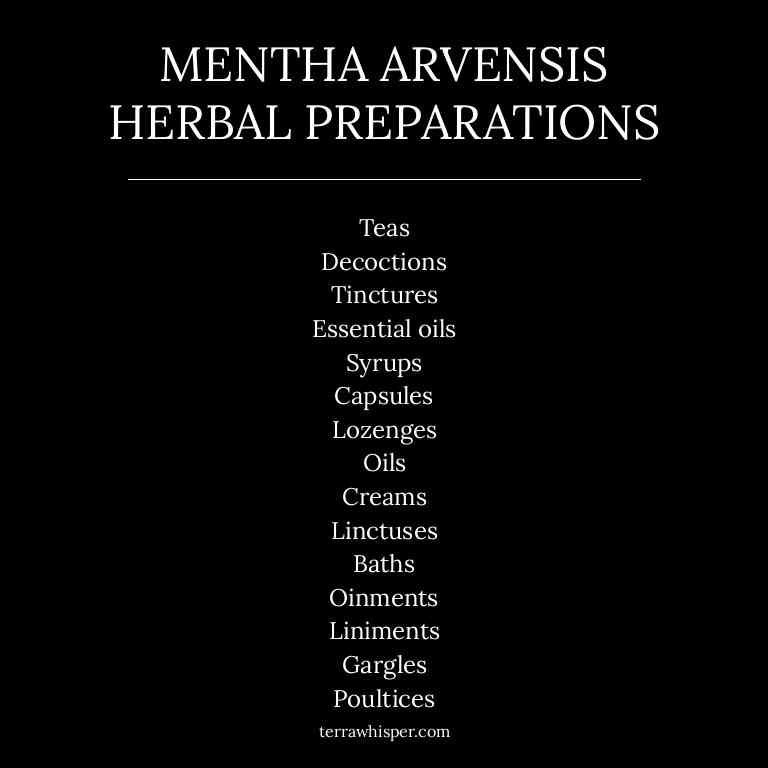 MENTHA ARVENSIS
HERBAL PREPARATIONS
Teas
Decoctions
Tinctures
Essential oils
Syrups
Capsules
Lozenges
Oils
Creams
Linctuses
Baths
Oinments
Liniments
Gargles
Poultices
terrawhisper.com